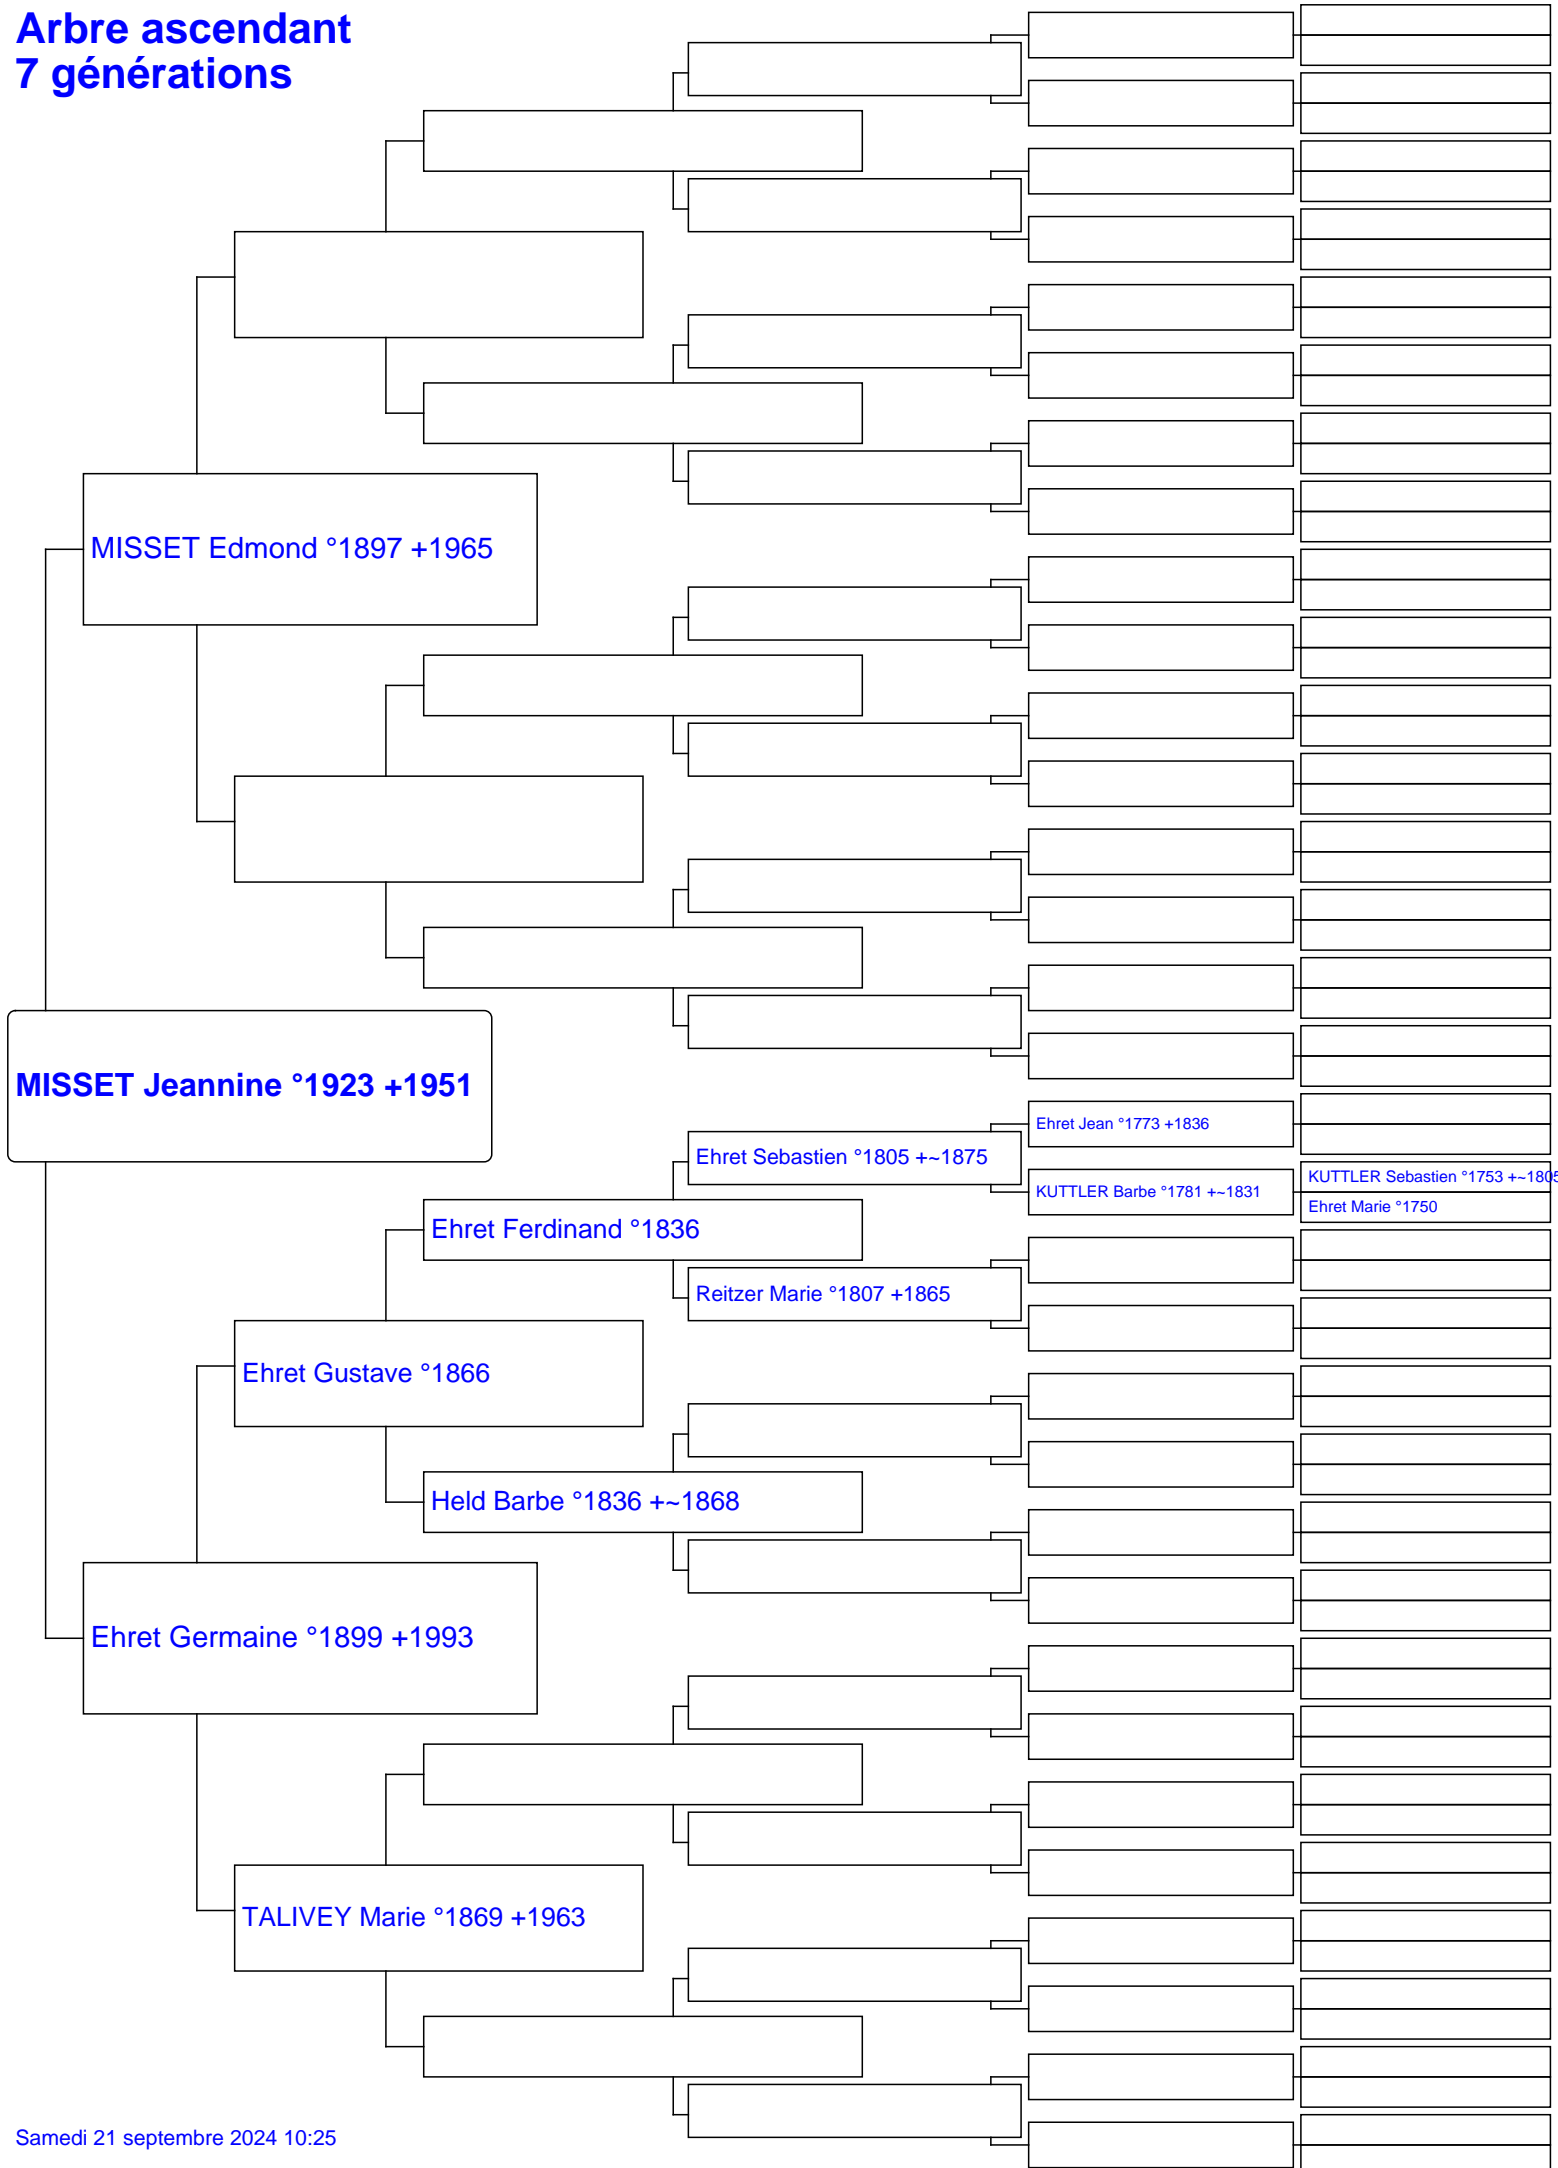 Arbre ascendant
7 générations
MISSET Edmond °1897 +1965
MISSET Jeannine °1923 +1951
Ehret Jean °1773 +1836
Ehret Sebastien °1805 +~1875
KUTTLER Sebastien °1753 +~1805
KUTTLER Barbe °1781 +~1831
Ehret Marie °1750
Ehret Ferdinand °1836
Reitzer Marie °1807 +1865
Ehret Gustave °1866
Held Barbe °1836 +~1868
Ehret Germaine °1899 +1993
TALIVEY Marie °1869 +1963
Samedi 21 septembre 2024 10:25